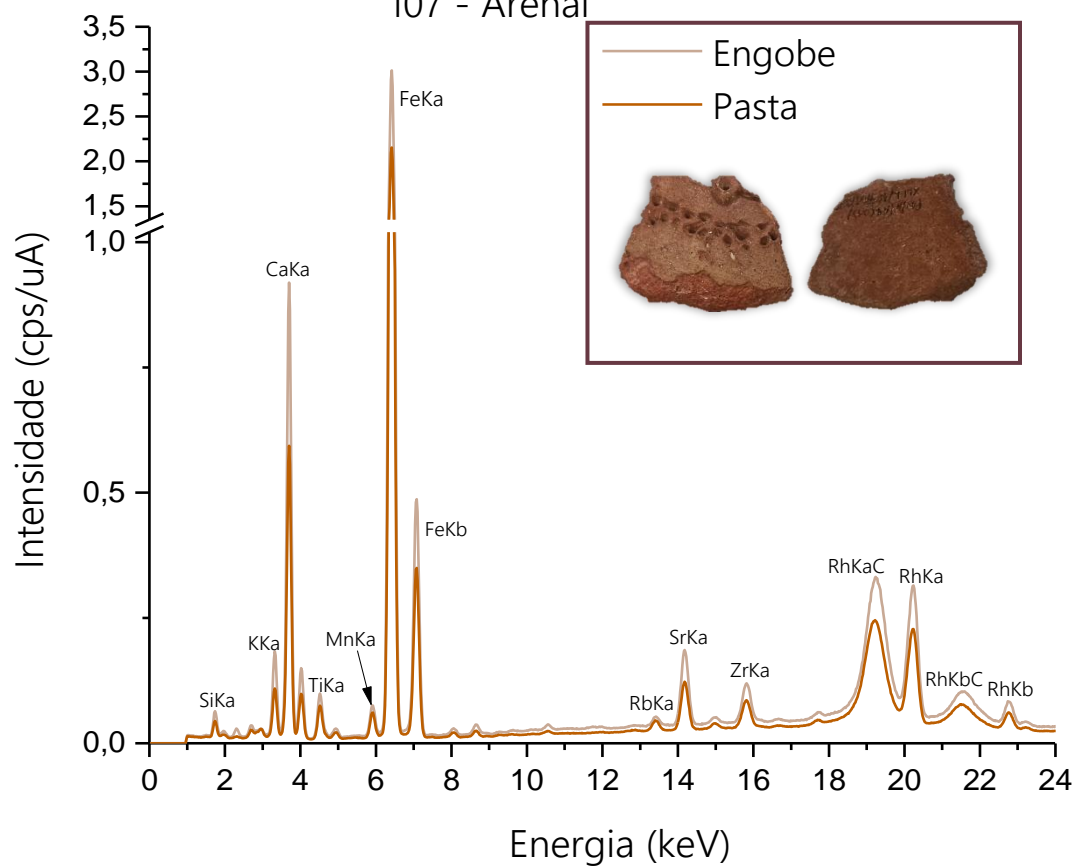 I07 - Arenal
3,5
3,0
2,5
2,0
1,5
1,0
0,5
0,0
Intensidade (cps/uA)
Engobe
Pasta
FeKa
CaKa
FeKb
KKa
MnKa
SiKa
TiKa
RhKaC
RhKa
SrKa
ZrKa
RbKa
RhKbC
RhKb
0 2 4 6 8 10 12 14 16 18 20 22 24
Energia (keV)